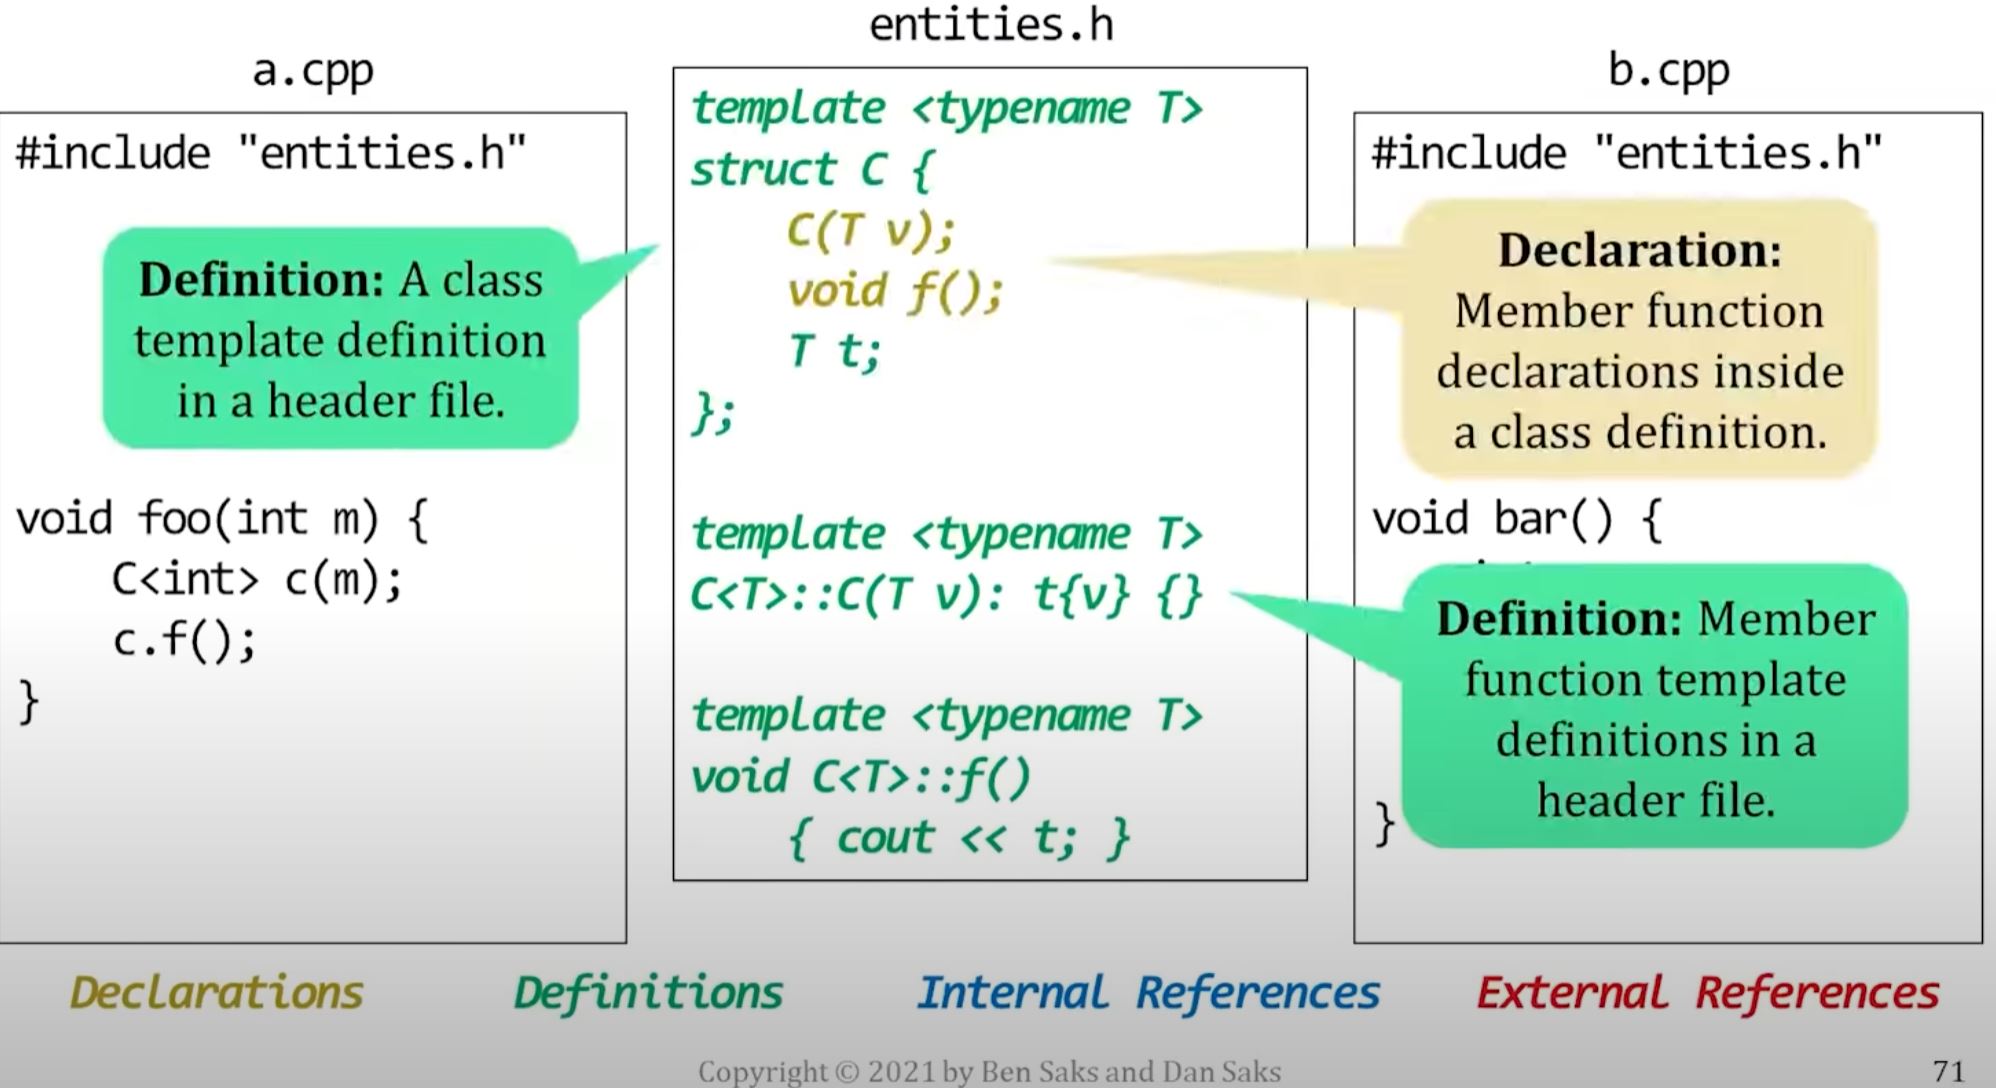 entities.h
a.cpp
b.cpp
#include "entities.h"
Definition: A class
template definition
in a header file.
void foo(int m) {
C<int> c(m);
c.f();
}
template <typename T>
struct C {
C(T v);
void f();
T t;
};
template <typename T>
C<T>::C(T v): t{v} {}
template <typename T>
void C<T>::f()
{ cout << t; }
#include "entities.h"
Declaration:
Member function
declarations inside
a class definition.
void bar() {
Definition: Member
function template
definitions in a
header file.
}
Declarations
Definitions
Internal References
External References
Copyright © 2021 by Ben Saks and Dan Saks
71